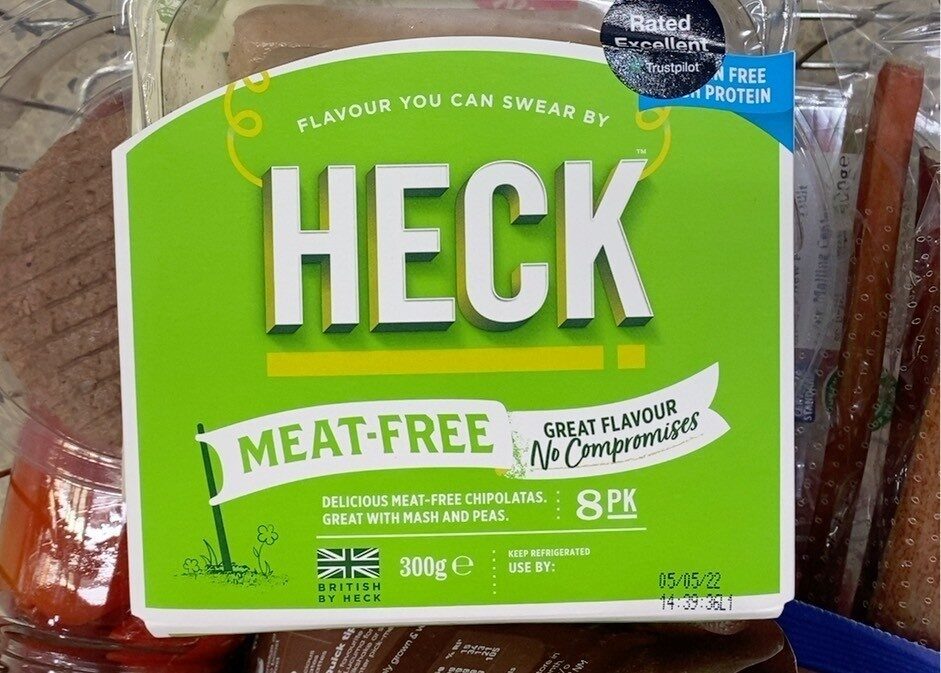 Rated
Excellent
Trustpilot
FREE
PROTEIN
FLAVOUR YOU CAN SWEAR BY
HECK
™
MEAT-FREE
GREAT FLAVOUR
No Compromises
DELICIOUS MEAT-FREE CHIPOLATAS.
GREAT WITH MASH AND PEAS.
8PK
BRITISH
BY HECK
300g e
KEEP REFRIGERATED
USE BY:
05/05/22
14:39:36L1